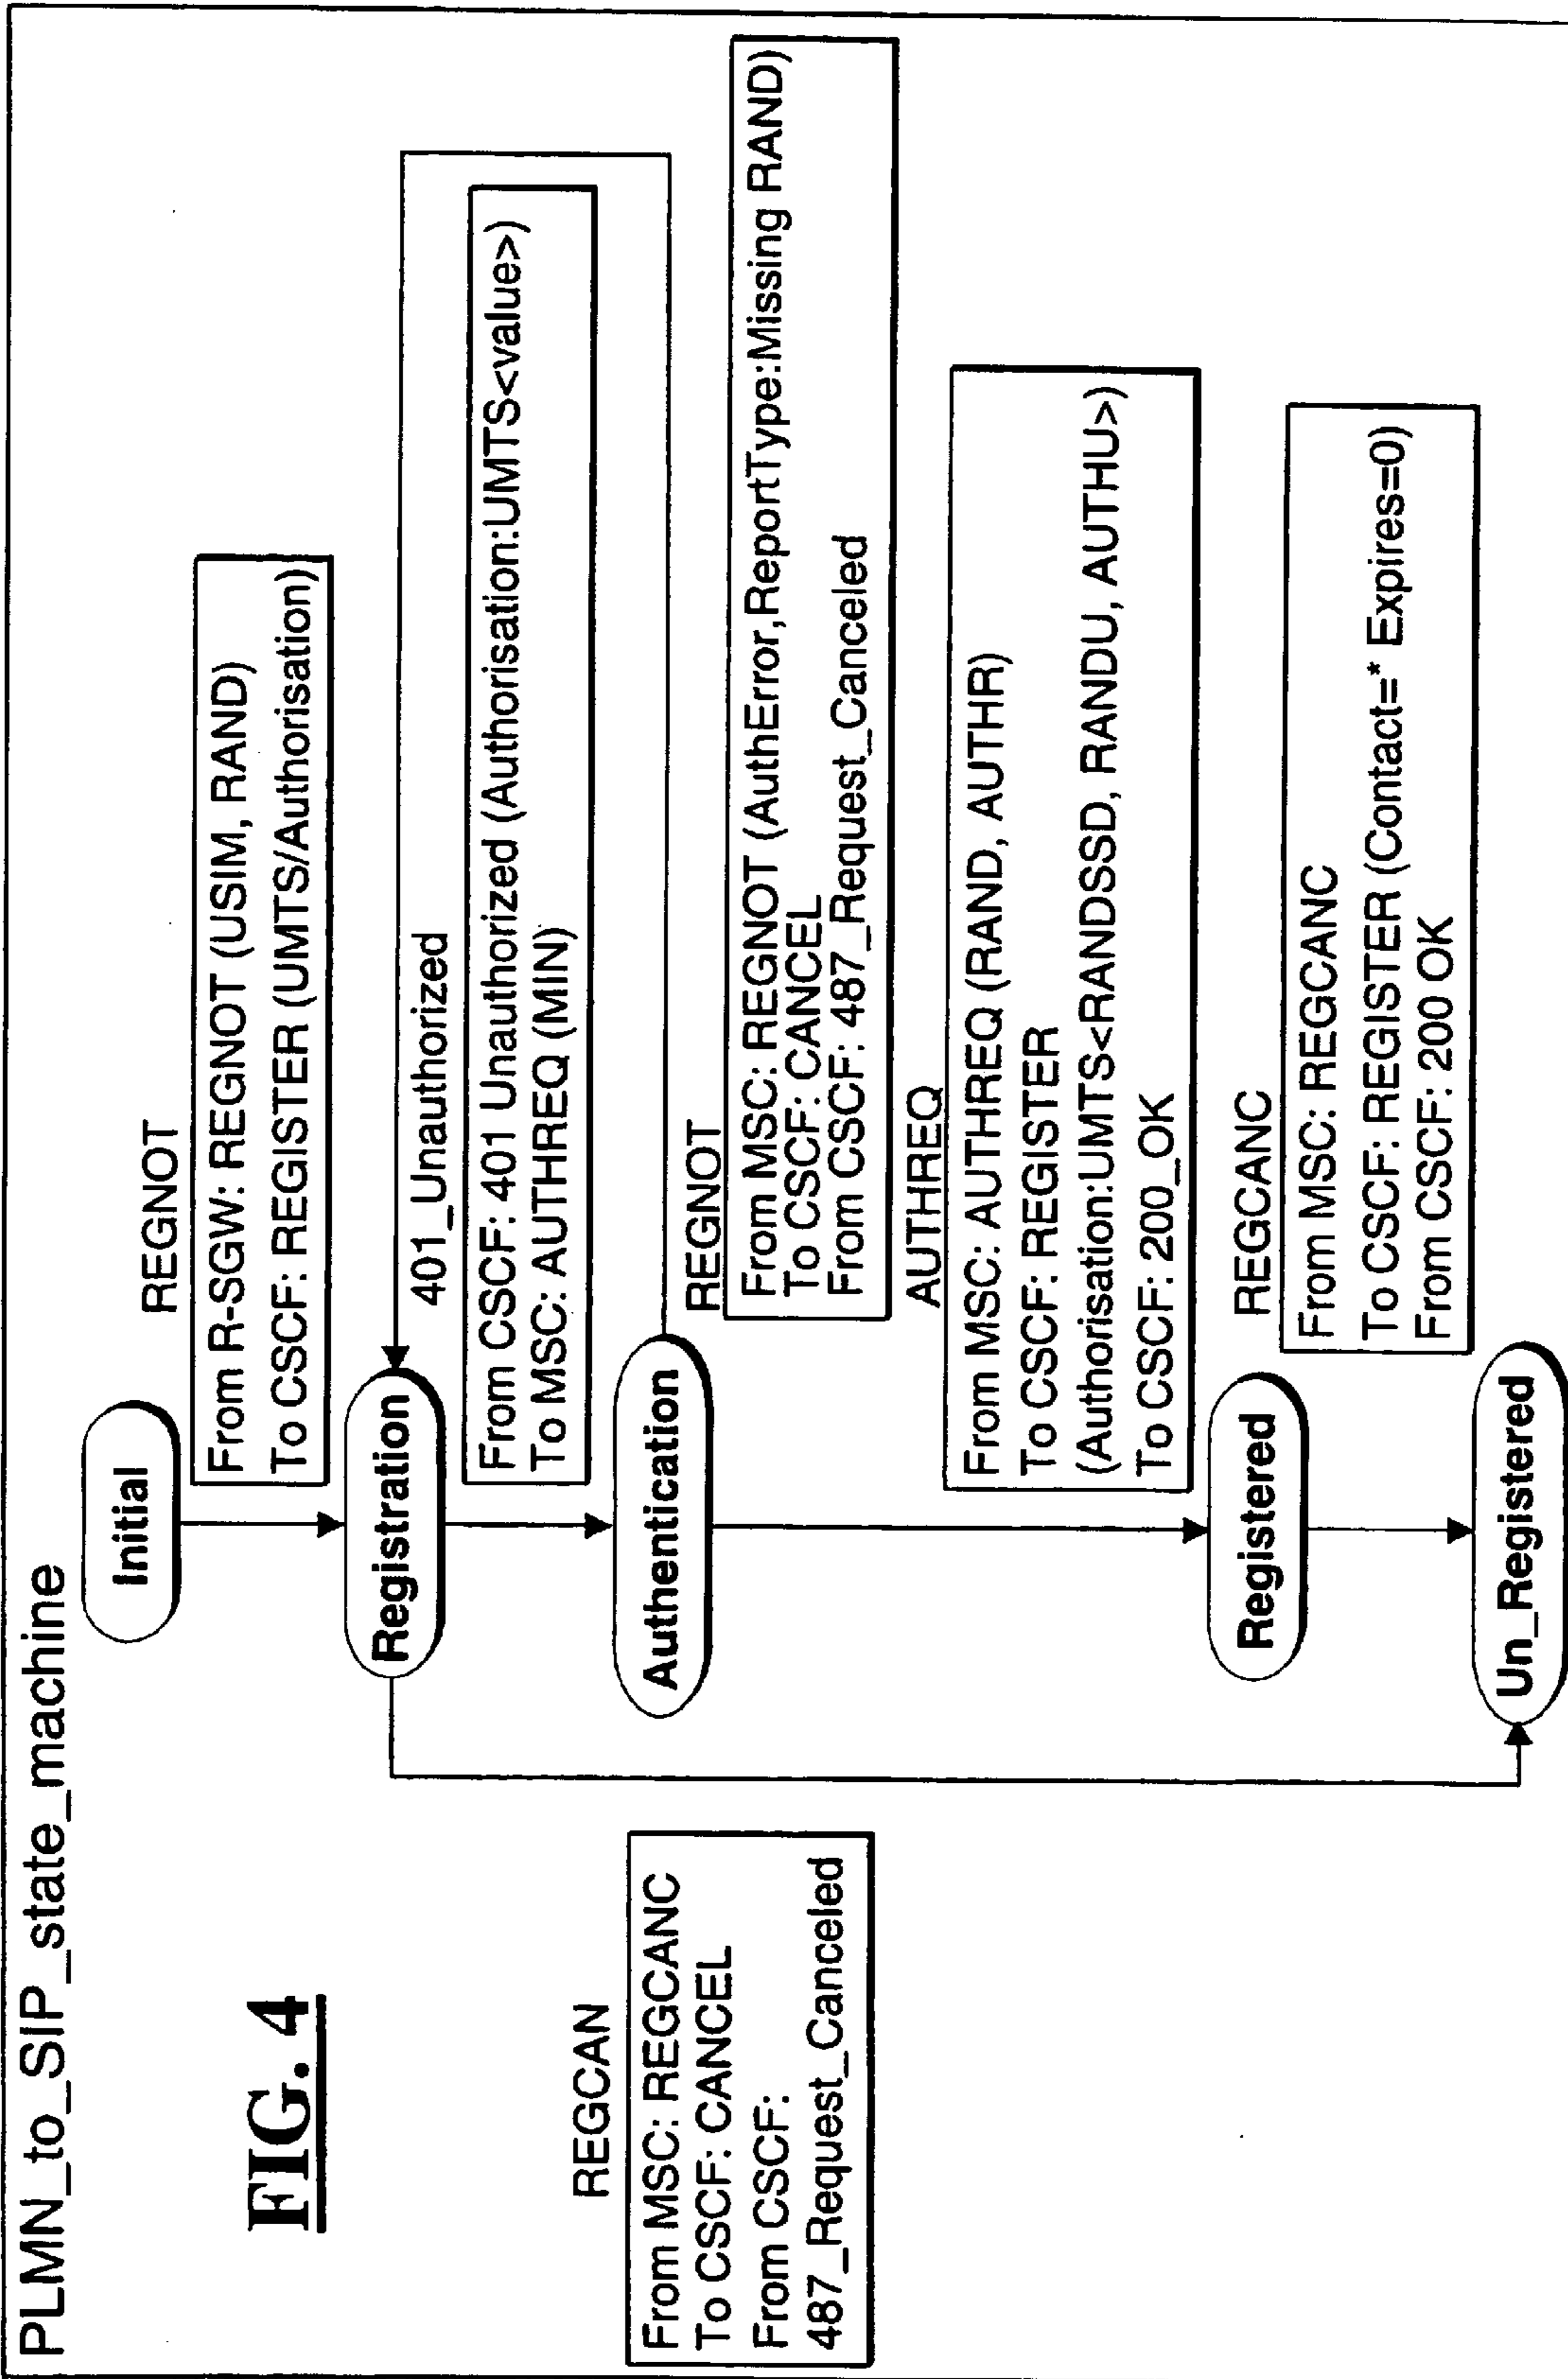 PLMN_to_SIP_state_machine
FIG. 4
Initial
REGNOT
From R-SGW: REGNOT (USIM, RAND)
To CSCF: REGISTER (UMTS/Authorisation)
Registration
401_Unauthorized
From CSCF: 401 Unauthorized (Authorisation:UMTS<value>)
To MSC: AUTHREQ (MIN)
REGCAN
From MSC: REGCANC
To CSCF: CANCEL
From CSCF:
487_Request_Canceled
Authentication
REGNOT
From MSC: REGNOT (AuthError,ReportType:Missing RAND)
To CSCF: CANCEL
From CSCF: 487_Request_Canceled
AUTHREQ
From MSC: AUTHREQ (RAND, AUTHR)
To CSCF: REGISTER
(Authorisation:UMTS<RANDSSD, RANDU, AUTHU>)
To CSCF: 200_OK
Registered
REGCANC
From MSC: REGCANC
To CSCF: REGISTER (Contact=* Expires=0)
From CSCF: 200 OK
Un_Registered